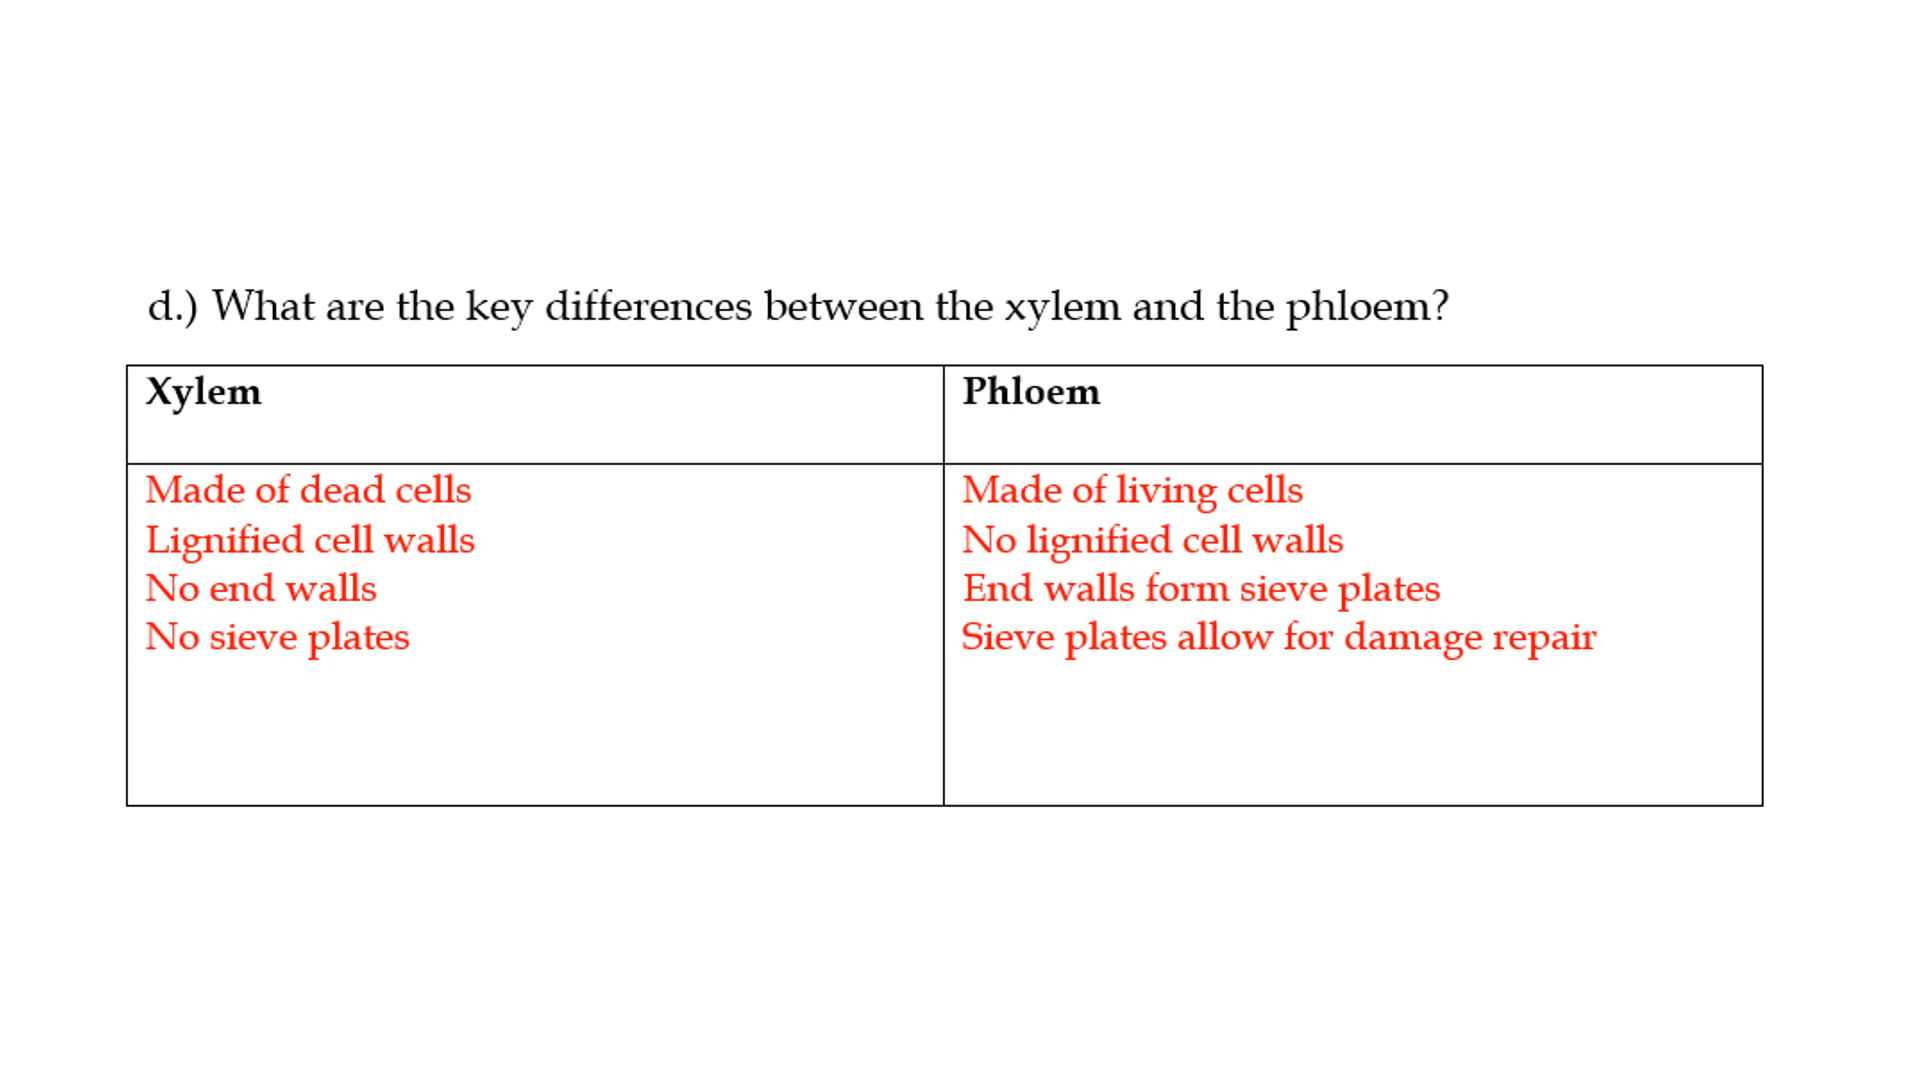 d.) What are the key differences between the xylem and the phloem?
Xylem
Phloem
Made of dead cells
Lignified cell walls
No end walls
No sieve plates
Made of living cells
No lignified cell walls
End walls form sieve plates
Sieve plates allow for damage repair